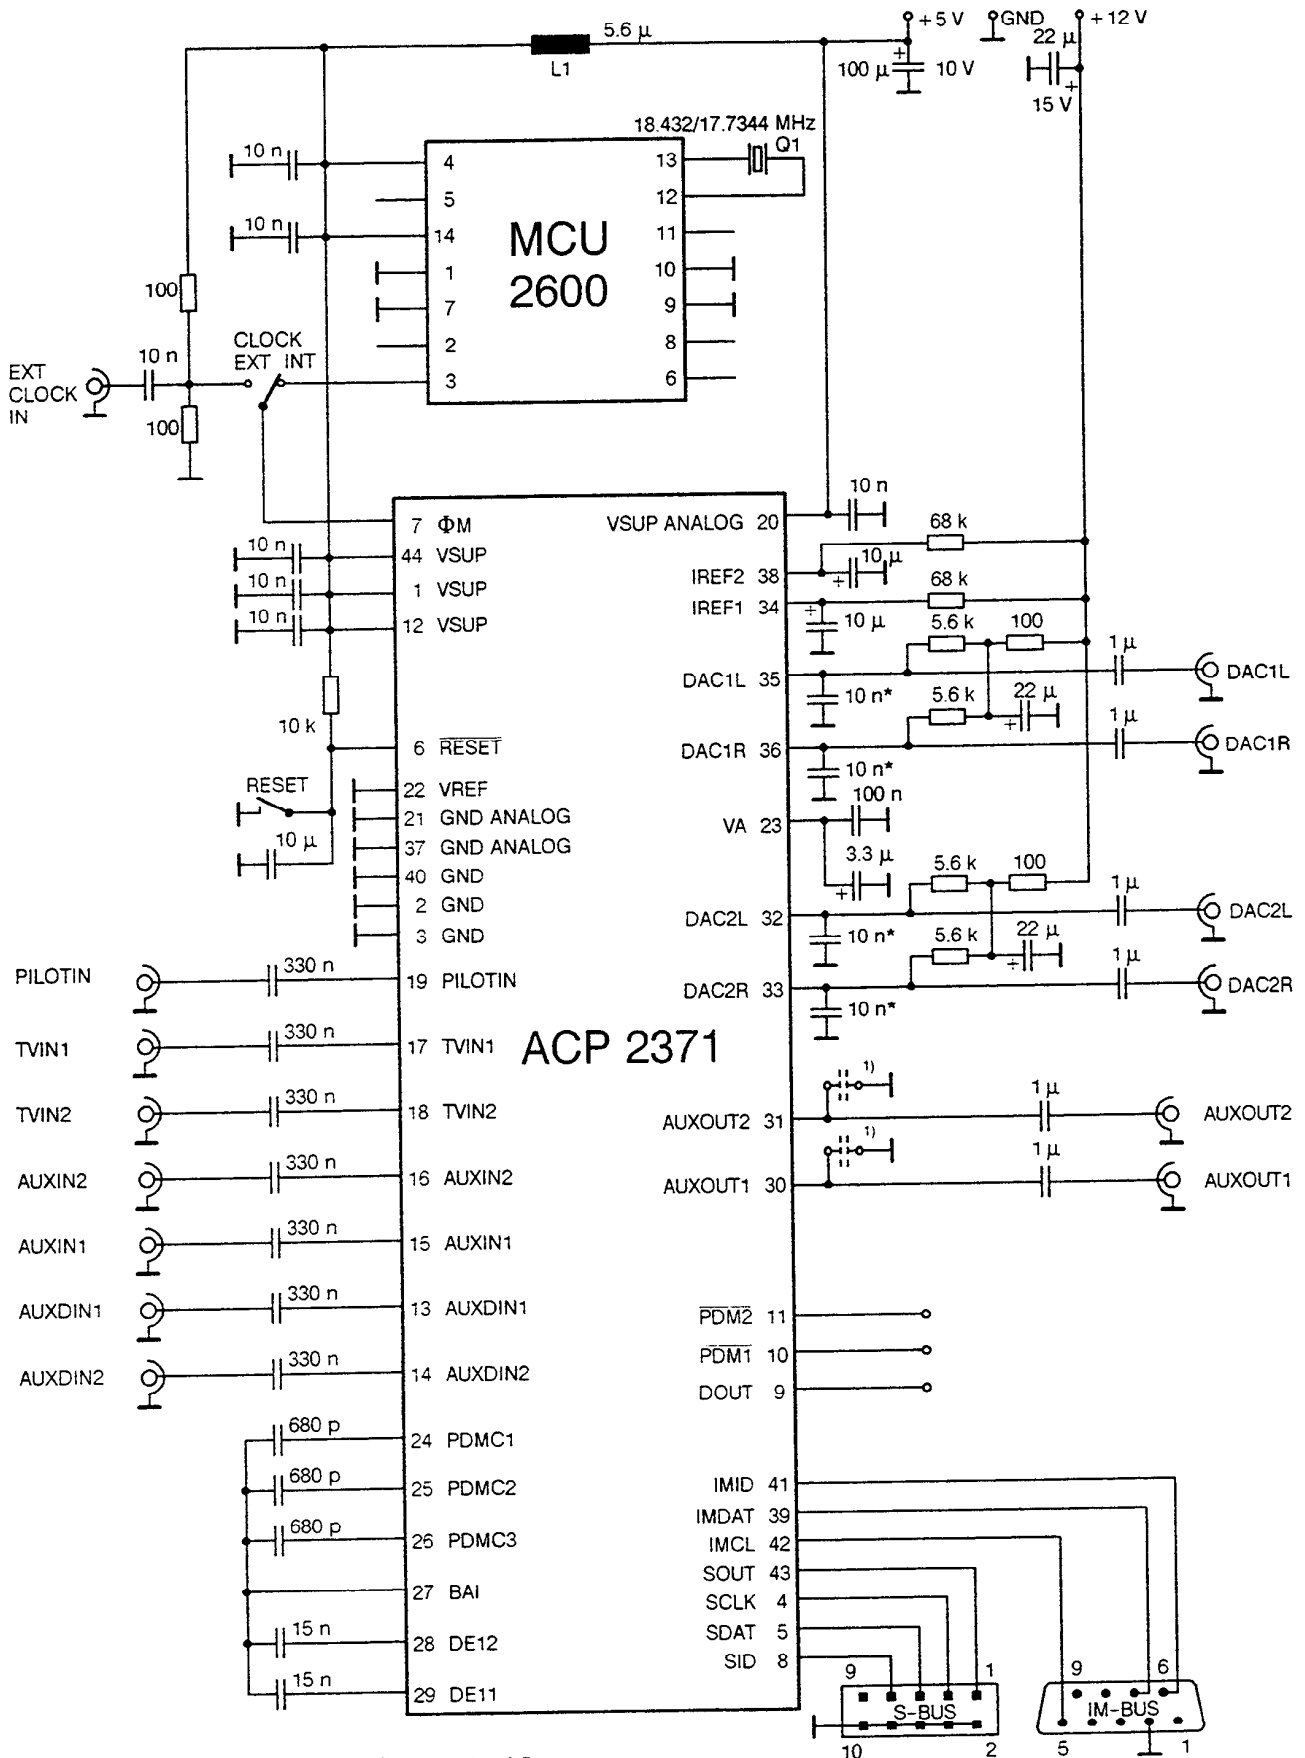 5.6 µ
L1
+5 V
GND
+12 V
100 µ
+
10 V
22 µ
+
15 V
18.432/17.7344 MHz
Q1
10 n
4
13
5
12
10 n
14
11
MCU
2600
1
10
7
9
2
8
3
6
100
CLOCK
EXT INT
10 n
EXT
CLOCK
IN
100
7 ΦM
VSUP ANALOG 20
10 n
10 n
44 VSUP
68 k
10 n
1 VSUP
IREF2 38
10 µ
+
68 k
10 n
12 VSUP
IREF1 34
+
10 µ
5.6 k
100
1 µ
DAC1L 35
10 n*
DAC1L
5.6 k
22 µ
+
1 µ
10 k
6 RESET
DAC1R 36
10 n*
DAC1R
RESET
22 VREF
100 n
21 GND ANALOG
VA 23
10 µ
37 GND ANALOG
3.3 µ
+
40 GND
5.6 k
100
1 µ
2 GND
DAC2L 32
10 n*
DAC2L
3 GND
5.6 k
22 µ
+
1 µ
PILOTIN
330 n
19 PILOTIN
DAC2R 33
10 n*
DAC2R
TVIN1
330 n
17 TVIN1
ACP 2371
TVIN2
330 n
18 TVIN2
1)
AUXOUT2 31
1 µ
AUXOUT2
AUXIN2
330 n
16 AUXIN2
1)
AUXOUT1 30
1 µ
AUXOUT1
AUXIN1
330 n
15 AUXIN1
AUXDIN1
330 n
13 AUXDIN1
PDM2 11
PDM1 10
AUXDIN2
330 n
14 AUXDIN2
DOUT 9
680 p
24 PDMC1
680 p
25 PDMC2
IMID 41
IMDAT 39
680 p
26 PDMC3
IMCL 42
SOUT 43
27 BAI
SCLK 4
15 n
28 DE12
SDAT 5
SID 8
15 n
29 DE11
9
1
S-BUS
10
2
9
6
IM-BUS
5
1